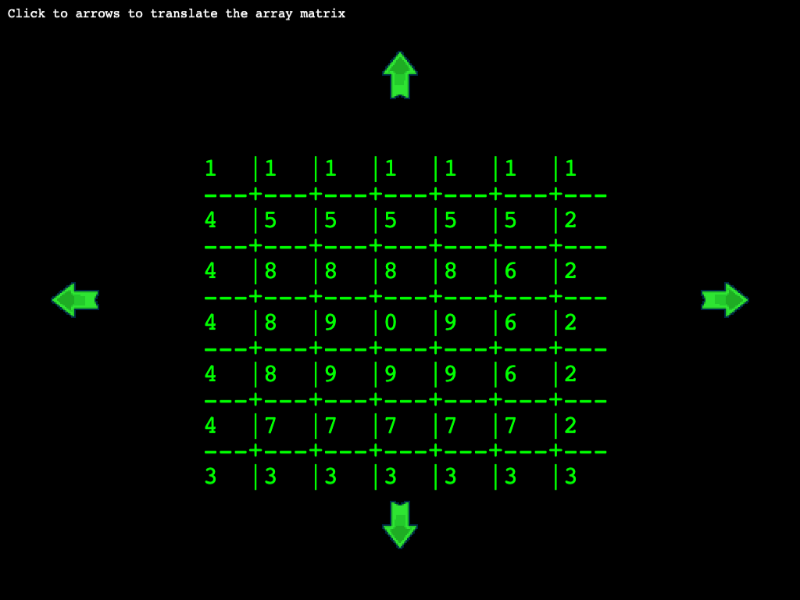 Click to arrows to translate the array matrix
1  |1  |1  |1  |1  |1  |1
---+---+---+---+---+---+---
4  |5  |5  |5  |5  |5  |2
---+---+---+---+---+---+---
4  |8  |8  |8  |8  |6  |2
---+---+---+---+---+---+---
4  |8  |9  |0  |9  |6  |2
---+---+---+---+---+---+---
4  |8  |9  |9  |9  |6  |2
---+---+---+---+---+---+---
4  |7  |7  |7  |7  |7  |2
---+---+---+---+---+---+---
3  |3  |3  |3  |3  |3  |3